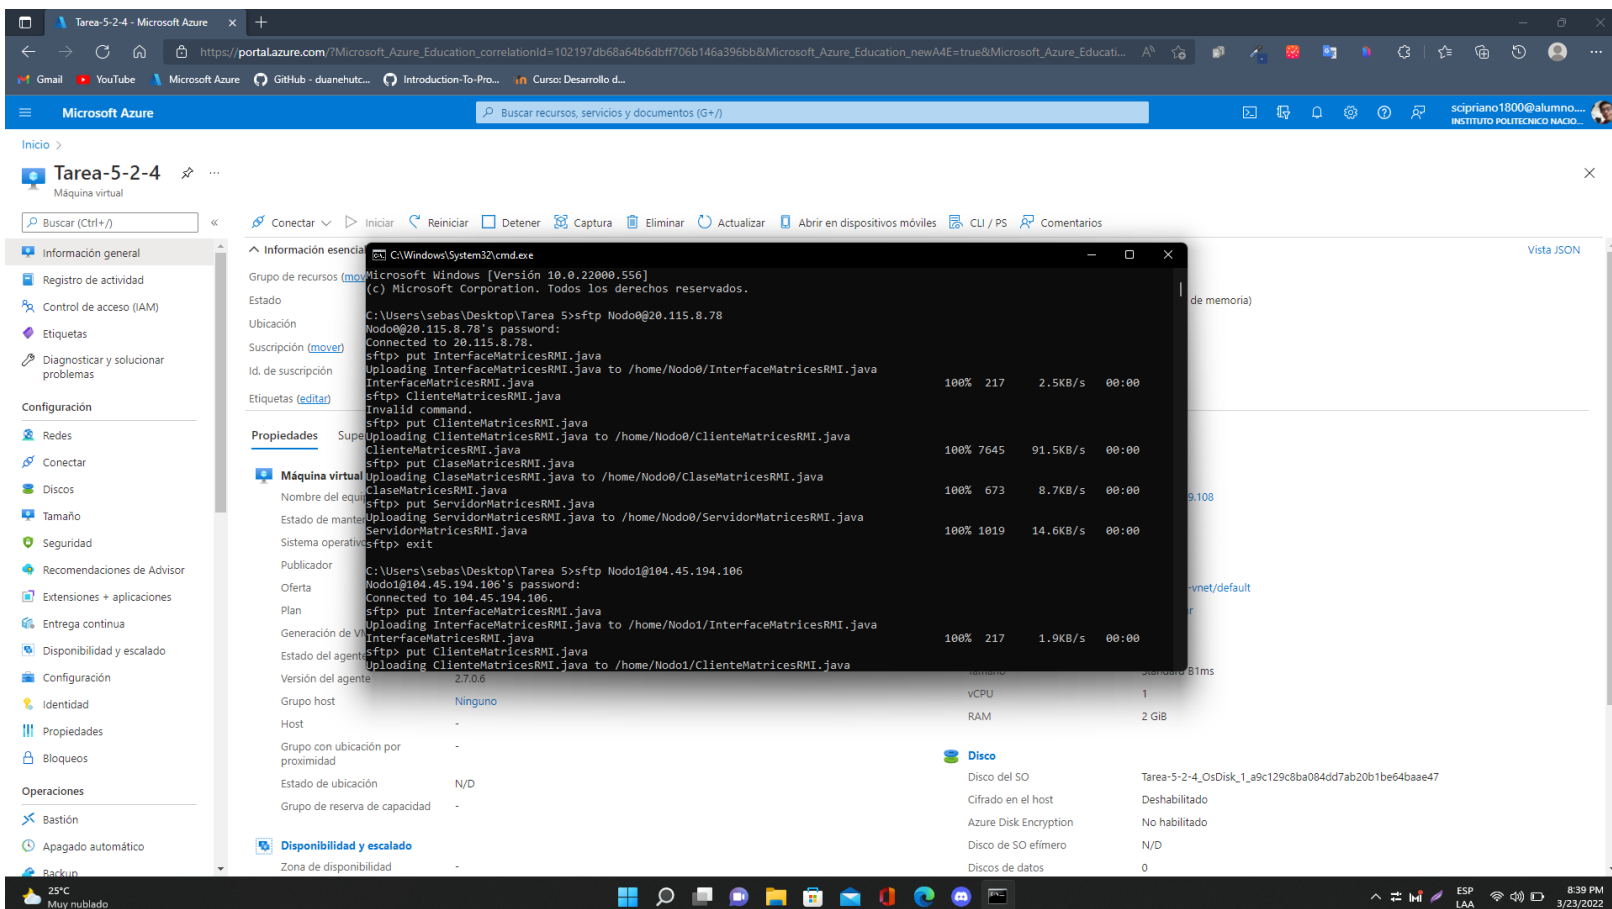 Tarea-5-2-4 - Microsoft Azure
https://portal.azure.com/?Microsoft_Azure_Education_correlationId=102197db68a64b6dbff706b146a396bb&Microsoft_Azure_Education_newA4E=true&Microsoft_Azure_Educati...
Gmail YouTube Microsoft Azure GitHub - duanehutc... Introduction-To-Pro... Curso: Desarrollo d...
Microsoft Azure
Buscar recursos, servicios y documentos (G+/)
scipriano1800@alumno....
INSTITUTO POLITECNICO NACIO...
Inicio >
Tarea-5-2-4
Máquina virtual
Buscar (Ctrl+/)
Conectar Iniciar Reiniciar Detener Captura Eliminar Actualizar Abrir en dispositivos móviles CLI / PS Comentarios
Información general
Registro de actividad
Control de acceso (IAM)
Etiquetas
Diagnosticar y solucionar
problemas
Configuración
Redes
Conectar
Discos
Tamaño
Seguridad
Recomendaciones de Advisor
Extensiones + aplicaciones
Entrega continua
Disponibilidad y escalado
Configuración
Identidad
Propiedades
Bloqueos
Operaciones
Bastión
Apagado automático
Backup
Información esencial
Vista JSON
Grupo de recursos (mov
Estado
de memoria)
Ubicación
Suscripción (mover)
Id. de suscripción
Etiquetas (editar)
Propiedades Supe
Máquina virtual
Nombre del equi
9.108
Estado de mante
Sistema operativo
Publicador
Oferta
-vnet/default
Plan
r
Generación de VM
Estado del agente
Versión del agente 2.7.0.6
Grupo host Ninguno
Host -
Grupo con ubicación por
proximidad -
Estado de ubicación N/D
Grupo de reserva de capacidad -
Disponibilidad y escalado
Zona de disponibilidad -
C:\Windows\System32\cmd.exe
Microsoft Windows [Versión 10.0.22000.556]
(c) Microsoft Corporation. Todos los derechos reservados.
C:\Users\sebas\Desktop\Tarea 5>sftp Nodo0@20.115.8.78
Nodo0@20.115.8.78's password:
Connected to 20.115.8.78.
sftp> put InterfaceMatricesRMI.java
Uploading InterfaceMatricesRMI.java to /home/Nodo0/InterfaceMatricesRMI.java
InterfaceMatricesRMI.java 100% 217 2.5KB/s 00:00
sftp> ClienteMatricesRMI.java
Invalid command.
sftp> put ClienteMatricesRMI.java
Uploading ClienteMatricesRMI.java to /home/Nodo0/ClienteMatricesRMI.java
ClienteMatricesRMI.java 100% 7645 91.5KB/s 00:00
sftp> put ClaseMatricesRMI.java
Uploading ClaseMatricesRMI.java to /home/Nodo0/ClaseMatricesRMI.java
ClaseMatricesRMI.java 100% 673 8.7KB/s 00:00
sftp> put ServidorMatricesRMI.java
Uploading ServidorMatricesRMI.java to /home/Nodo0/ServidorMatricesRMI.java
ServidorMatricesRMI.java 100% 1019 14.6KB/s 00:00
sftp> exit
C:\Users\sebas\Desktop\Tarea 5>sftp Nodo1@104.45.194.106
Nodo1@104.45.194.106's password:
Connected to 104.45.194.106.
sftp> put InterfaceMatricesRMI.java
Uploading InterfaceMatricesRMI.java to /home/Nodo1/InterfaceMatricesRMI.java
InterfaceMatricesRMI.java 100% 217 1.9KB/s 00:00
sftp> put ClienteMatricesRMI.java
Uploading ClienteMatricesRMI.java to /home/Nodo1/ClienteMatricesRMI.java
Tamaño Standard B1ms
vCPU 1
RAM 2 GiB
Disco
Disco del SO Tarea-5-2-4_OsDisk_1_a9c129c8ba084dd7ab20b1be64baae47
Cifrado en el host Deshabilitado
Azure Disk Encryption No habilitado
Disco de SO efímero N/D
Discos de datos 0
25°C
Muy nublado
ESP
LAA
8:39 PM
3/23/2022